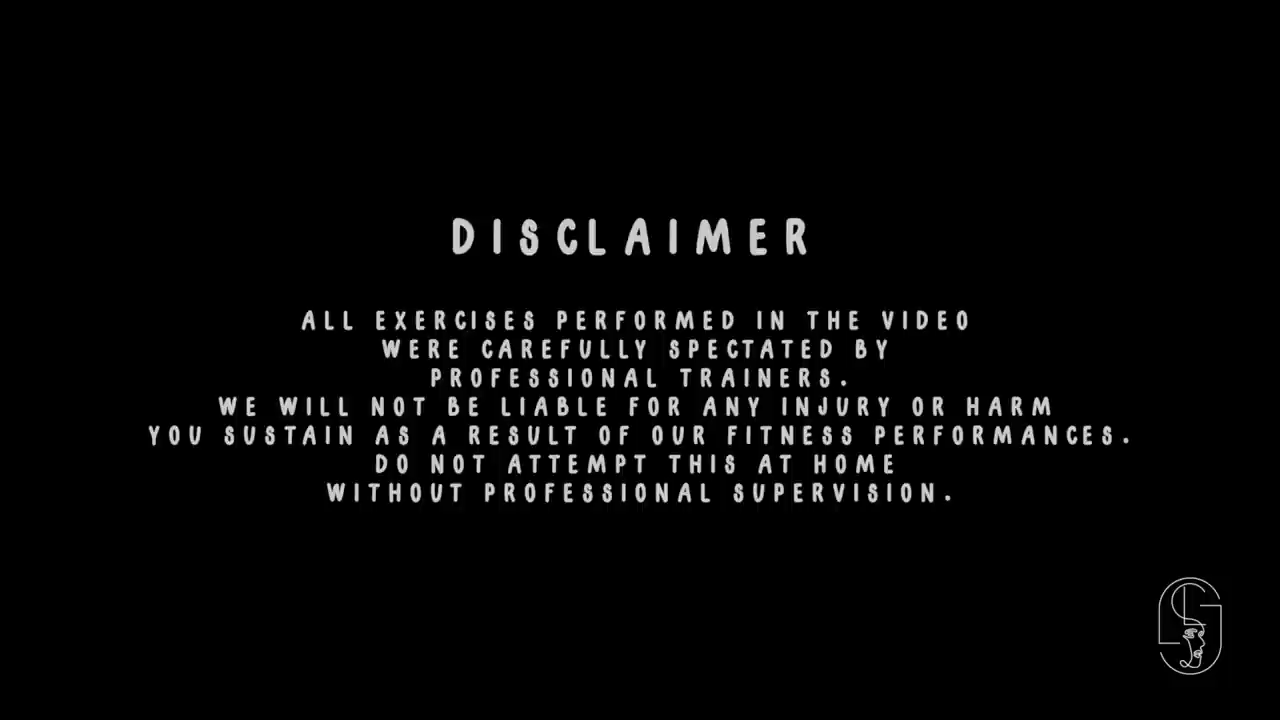 DISCLAIMER
ALL EXERCISES PERFORMED IN THE VIDEO
WERE CAREFULLY SPECTATED BY
PROFESSIONAL TRAINERS.
WE WILL NOT BE LIABLE FOR ANY INJURY OR HARM
YOU SUSTAIN AS A RESULT OF OUR FITNESS PERFORMANCES.
DO NOT ATTEMPT THIS AT HOME
WITHOUT PROFESSIONAL SUPERVISION.